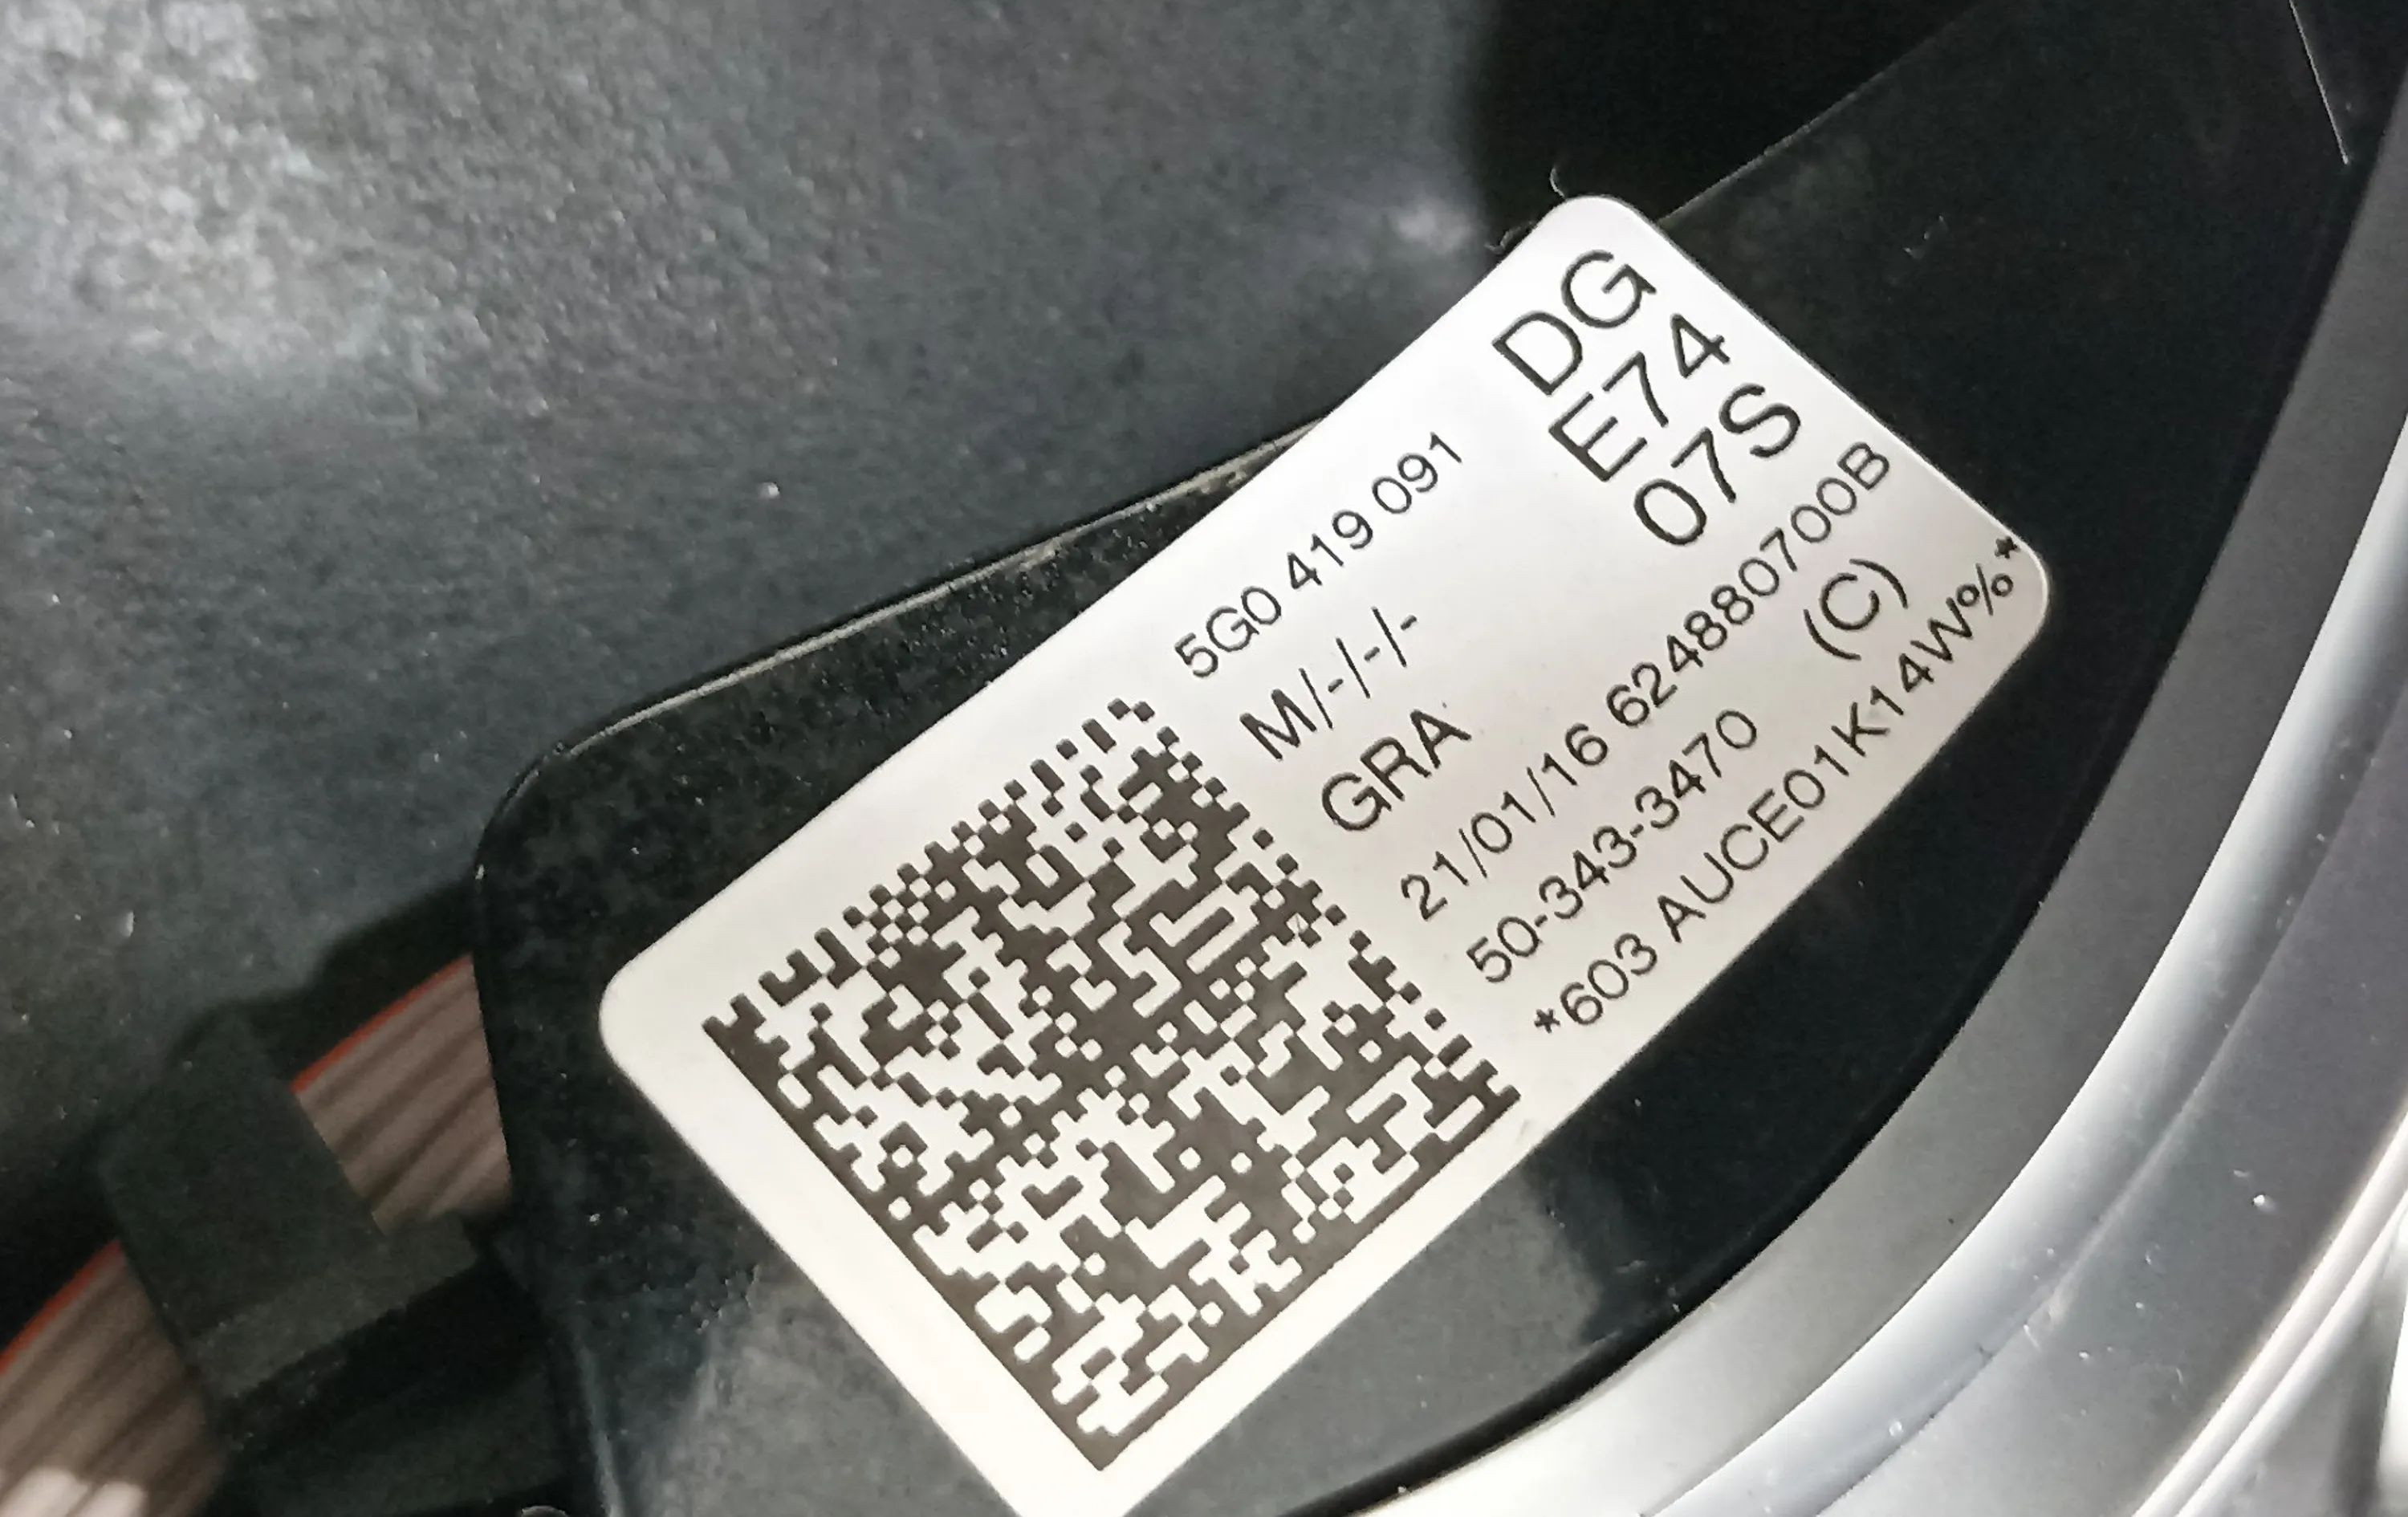 DG
E74
07S
5G0 419 091
M/-/-/-
GRA
21/01/16 624880700B
50-343-3470 (C)
*603 AUCE01K14W%*